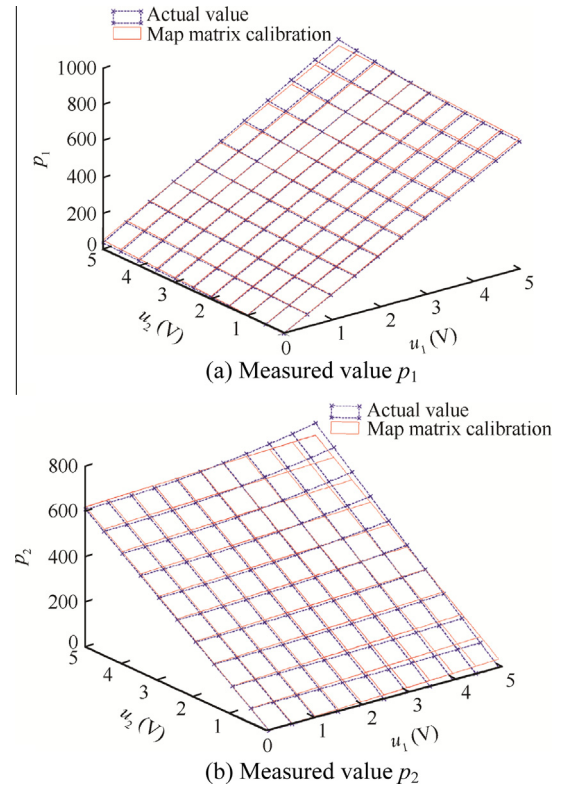 Actual value
Map matrix calibration
1000
800
600
400
200
0
p1
5
4
3
2
1
0
u2 (V)
1
2
3
4
5
u1 (V)
(a) Measured value p1
Actual value
Map matrix calibration
800
600
400
200
0
p2
5
4
3
2
1
0
u2 (V)
1
2
3
4
5
u1 (V)
(b) Measured value p2